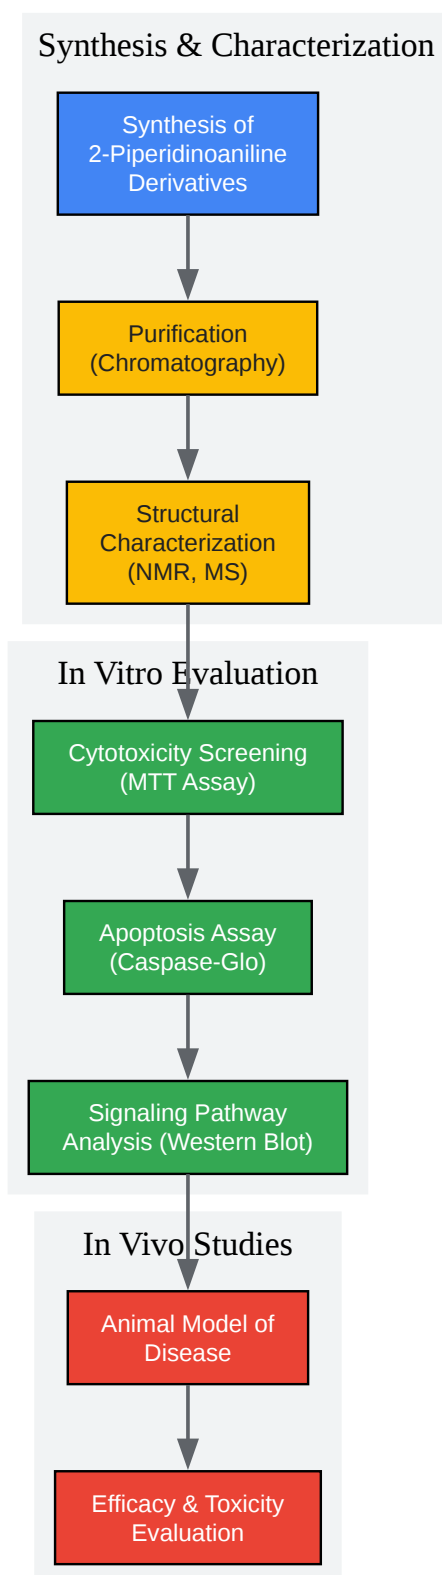 Synthesis & Characterization
Synthesis of
2-Piperidinoaniline
Derivatives
Purification
(Chromatography)
Structural
Characterization
(NMR, MS)
In Vitro Evaluation
Cytotoxicity Screening
(MTT Assay)
Apoptosis Assay
(Caspase-Glo)
Signaling Pathway
Analysis (Western Blot)
In Vivo Studies
Animal Model of
Disease
Efficacy & Toxicity
Evaluation